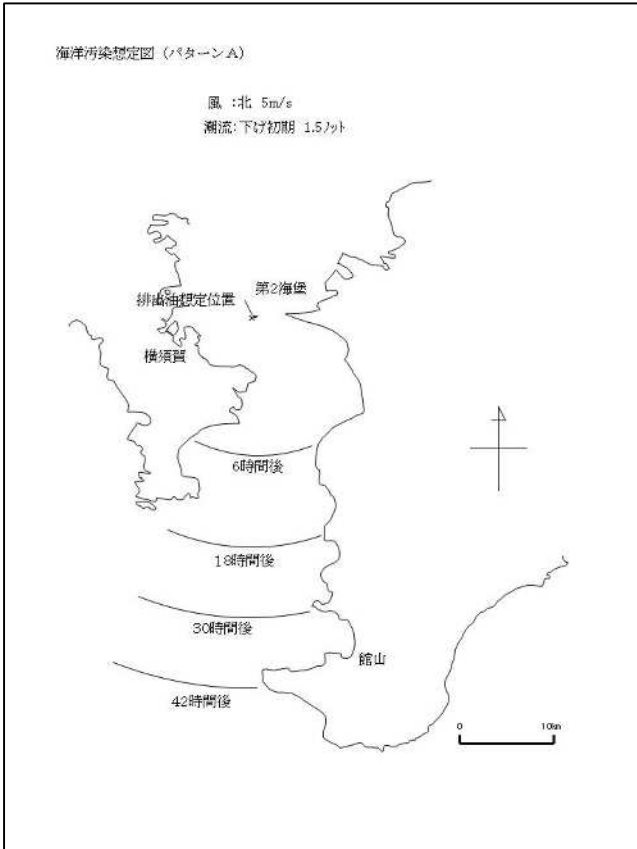 海洋汚染想定図（パターンA）
風：北 5m/s
潮流：下げ初期 1.5ノット
第2海堡
排出油想定位置
横須賀
6時間後
18時間後
30時間後
館山
42時間後
0 10km